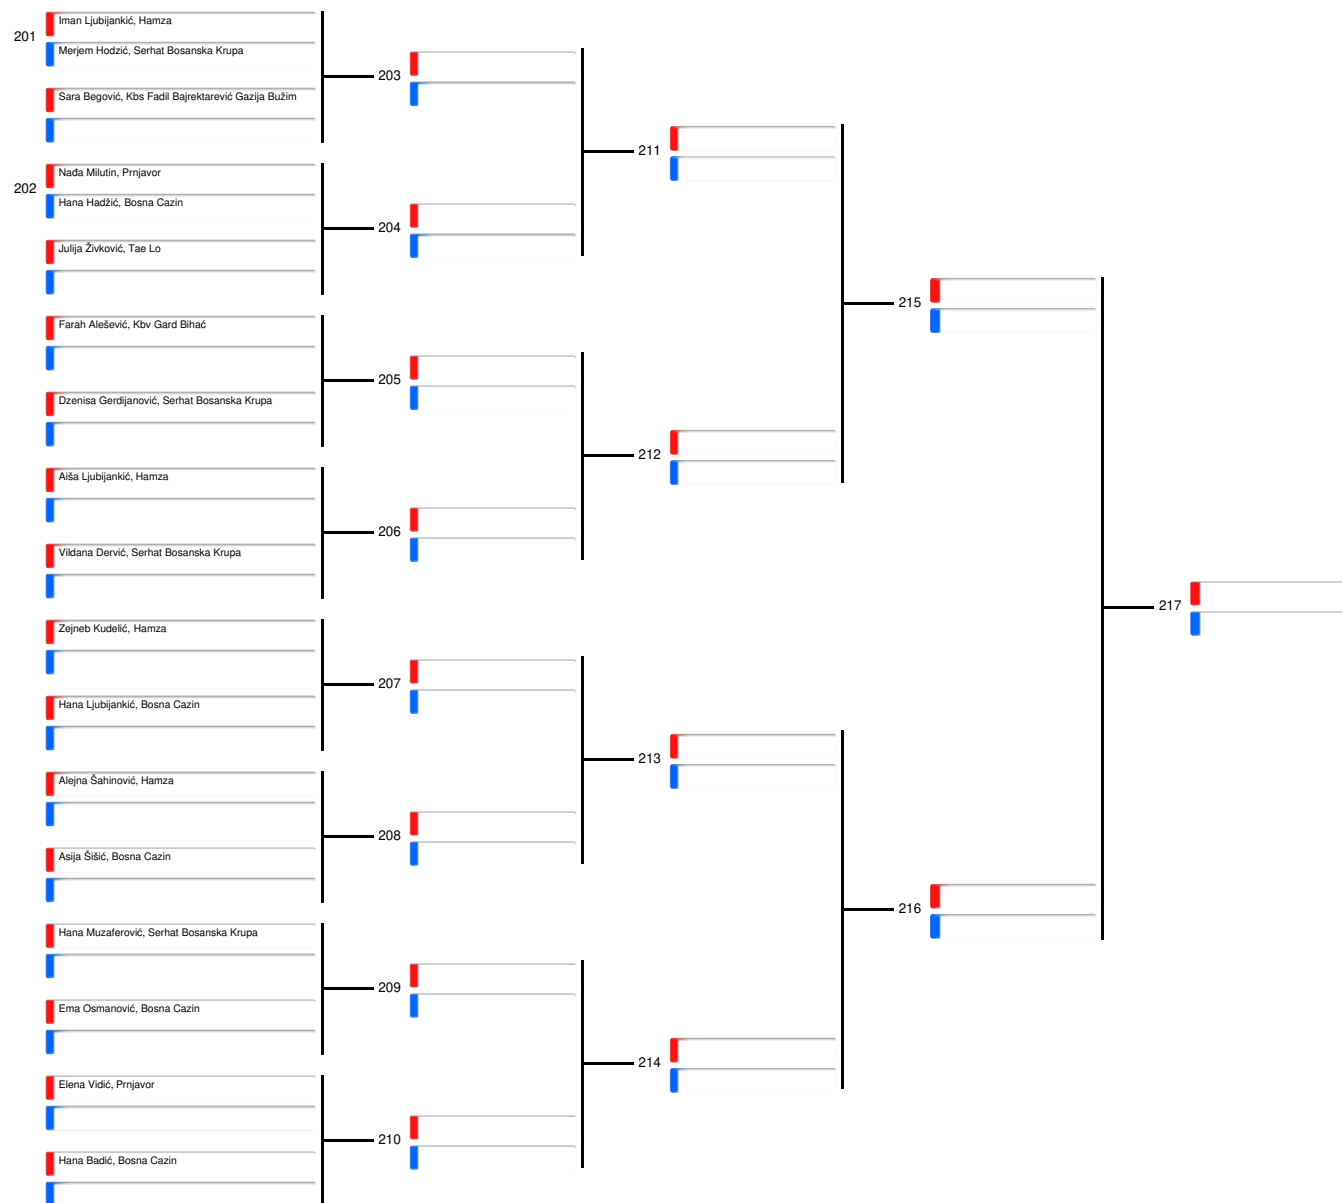 201
Iman Ljubijankić, Hamza
Merjem Hodzić, Serhat Bosanska Krupa
203
Sara Begović, Kbs Fadil Bajrektarević Gazija Bužim
211
202
Nađa Milutin, Prnjavor
Hana Hadžić, Bosna Cazin
204
Julija Živković, Tae Lo
215
Farah Alešević, Kbv Gard Bihać
205
Dzenisa Gerdijanović, Serhat Bosanska Krupa
212
Aiša Ljubijankić, Hamza
206
Vildana Dervić, Serhat Bosanska Krupa
217
Zejneb Kudelić, Hamza
207
Hana Ljubijankić, Bosna Cazin
213
Alejna Šahinović, Hamza
208
Asija Šišić, Bosna Cazin
216
Hana Muzaferović, Serhat Bosanska Krupa
209
Ema Osmanović, Bosna Cazin
214
Elena Vidić, Prnjavor
210
Hana Badić, Bosna Cazin